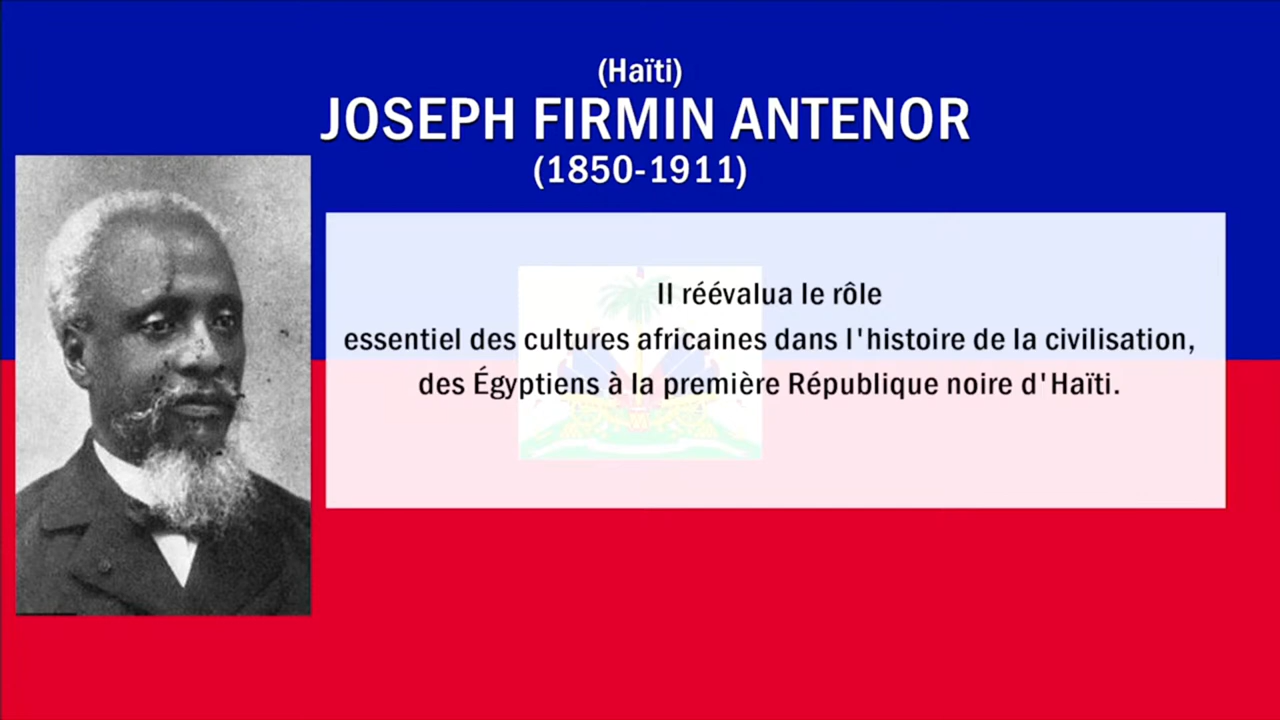 (Haïti)
JOSEPH FIRMIN ANTENOR
(1850-1911)
Il réévalua le rôle
essentiel des cultures africaines dans l'histoire de la civilisation,
des Égyptiens à la première République noire d'Haïti.